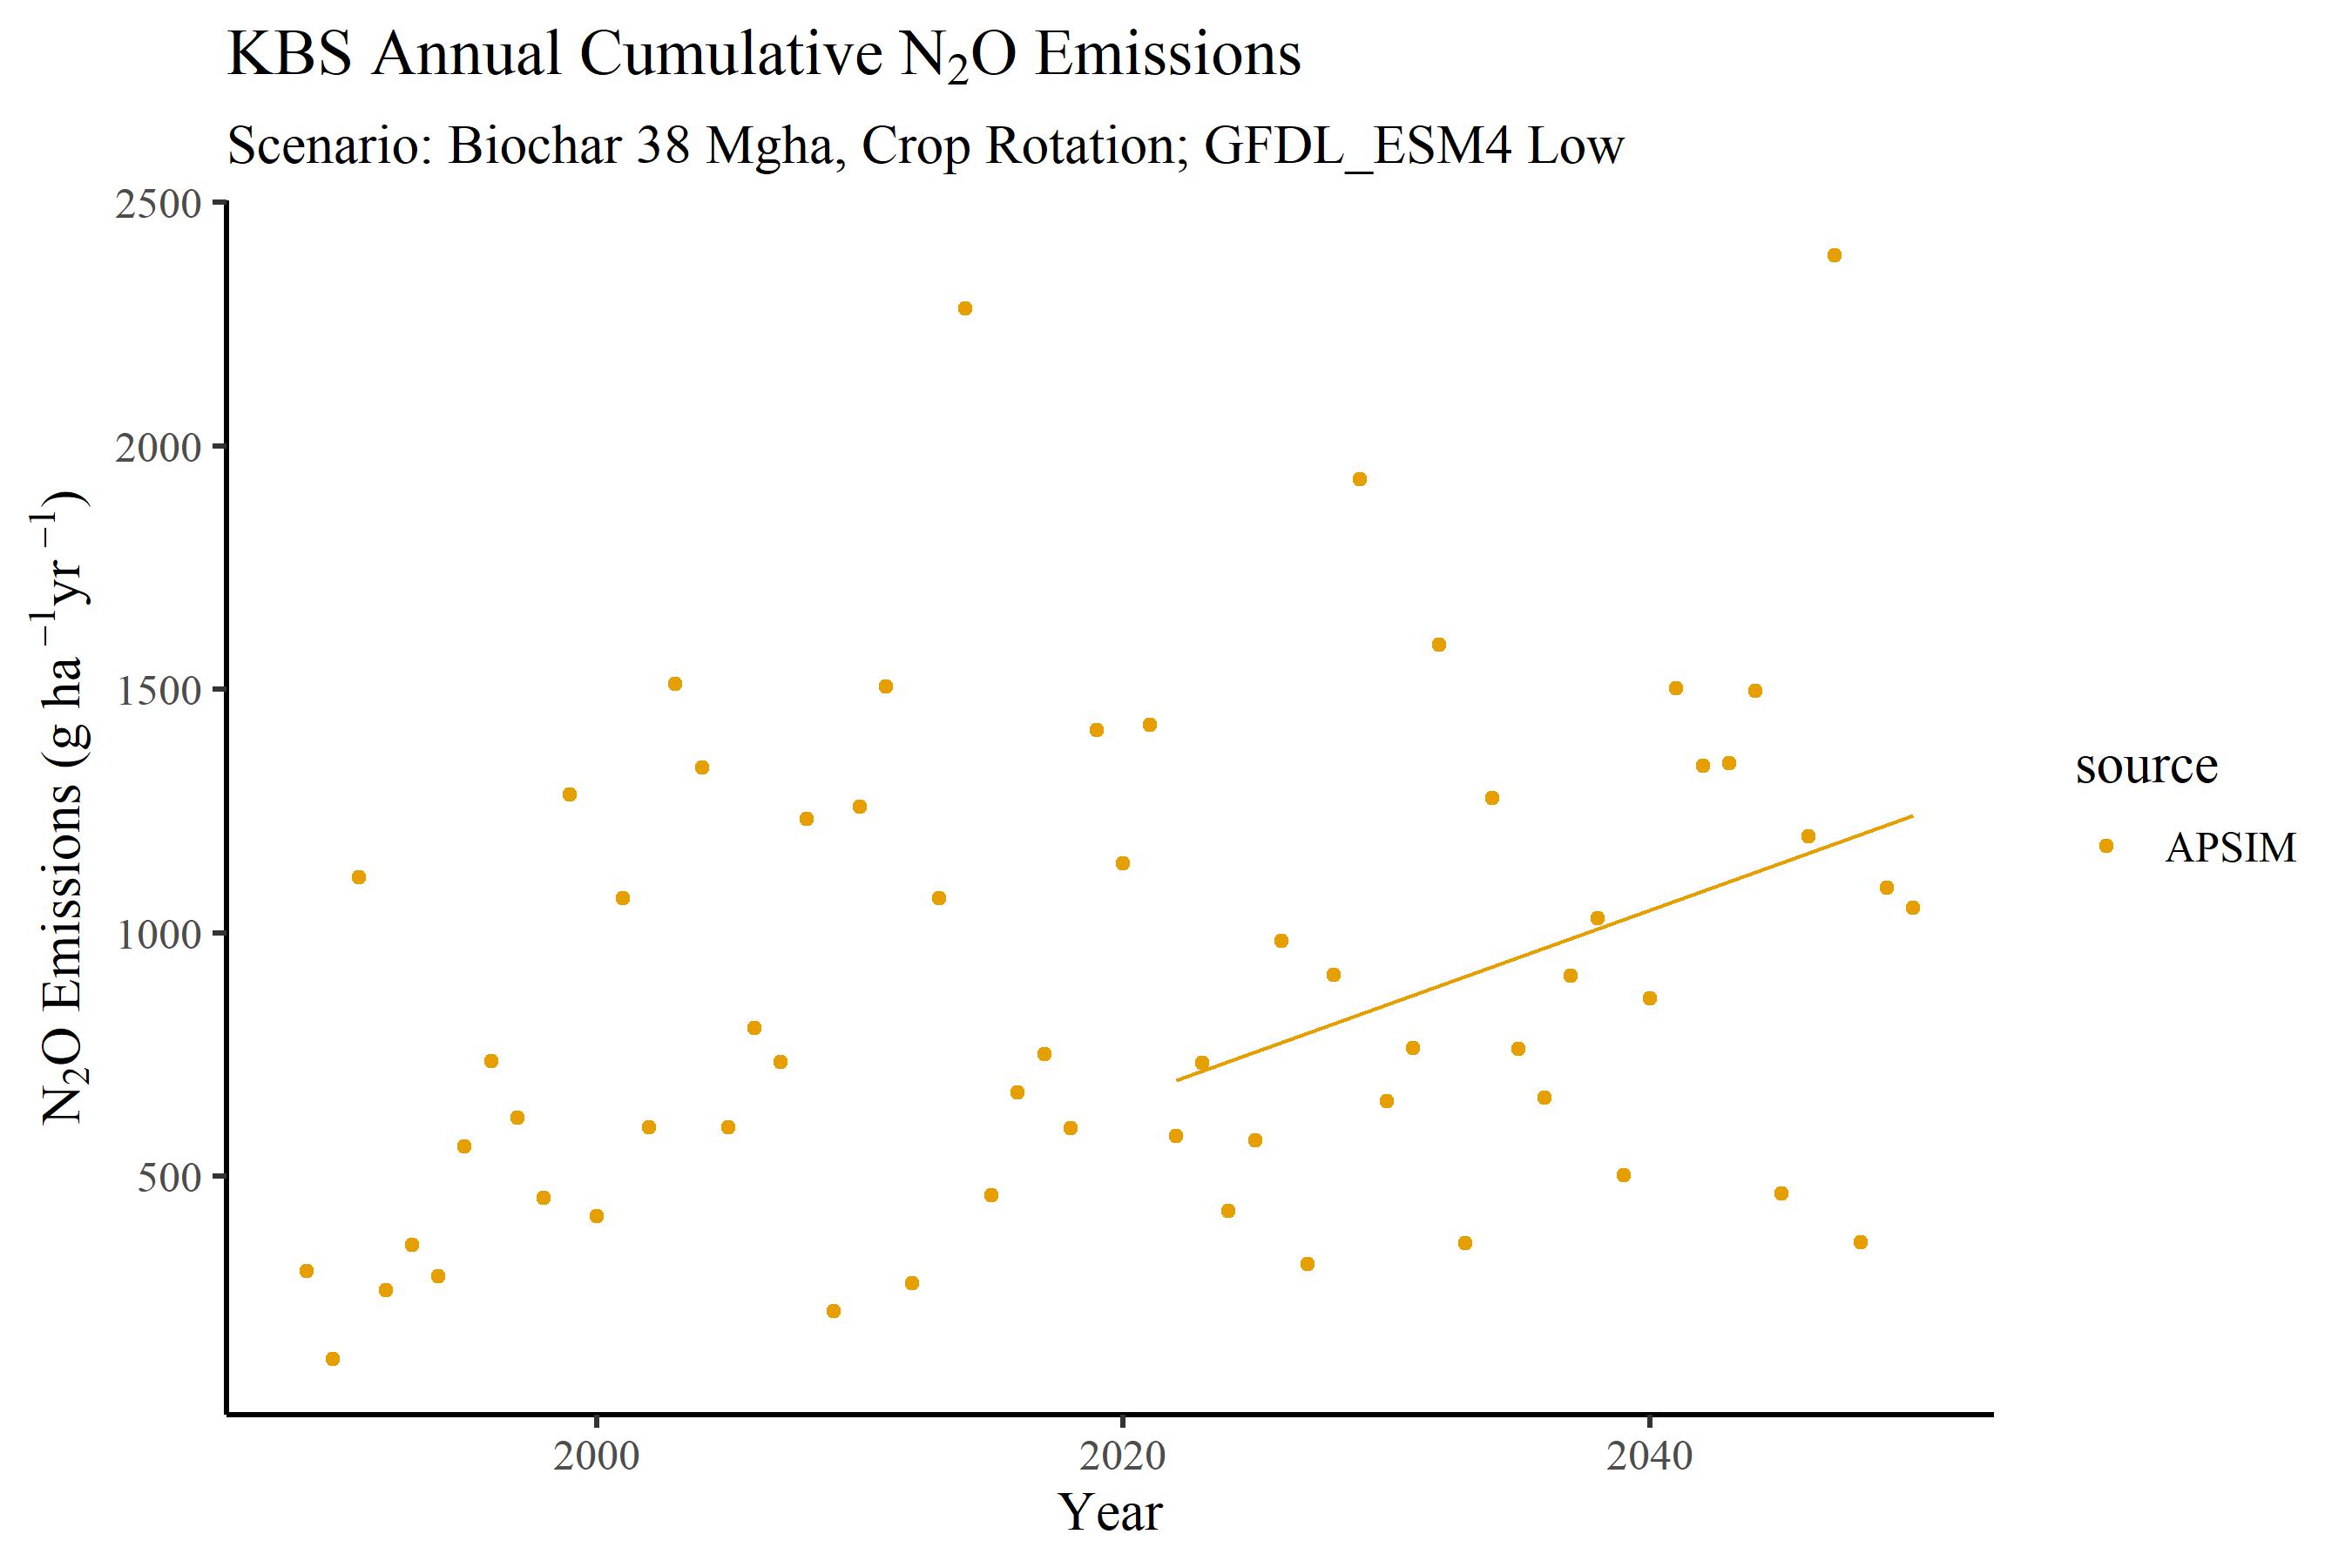 KBS Annual Cumulative N₂O Emissions
Scenario: Biochar 38 Mgha, Crop Rotation; GFDL_ESM4 Low
N₂O Emissions (g ha⁻¹yr⁻¹)
2500
2000
1500
1000
500
2000
2020
2040
Year
source
APSIM